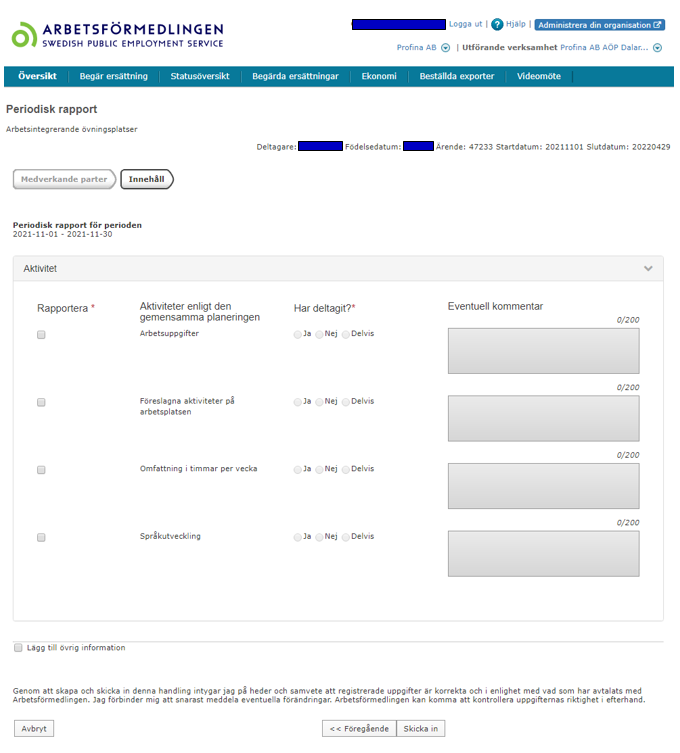 ARBETSFÖRMEDLINGEN
SWEDISH PUBLIC EMPLOYMENT SERVICE
Logga ut | ? Hjälp | Administrera din organisation
Profina AB | Utförande verksamhet Profina AB AÖP Dalar...
Översikt Begär ersättning Statusöversikt Begärda ersättningar Ekonomi Beställda exporter Videomöte
Periodisk rapport
Arbetsintegrerande övningsplatser
Deltagare: Födelsedatum: Ärende: 47233 Startdatum: 20211101 Slutdatum: 20220429
Medverkande parter Innehåll
Periodisk rapport för perioden
2021-11-01 - 2021-11-30
Aktivitet
Rapportera * Aktiviteter enligt den gemensamma planeringen Har deltagit?* Eventuell kommentar
0/200
Arbetsuppgifter Ja Nej Delvis
0/200
Föreslagna aktiviteter på arbetsplatsen Ja Nej Delvis
0/200
Omfattning i timmar per vecka Ja Nej Delvis
0/200
Språkutveckling Ja Nej Delvis
Lägg till övrig information
Genom att skapa och skicka in denna handling intygar jag på heder och samvete att registrerade uppgifter är korrekta och i enlighet med vad som har avtalats med
Arbetsförmedlingen. Jag förbinder mig att snarast meddela eventuella förändringar. Arbetsförmedlingen kan komma att kontrollera uppgifternas riktighet i efterhand.
Avbryt << Föregående Skicka in